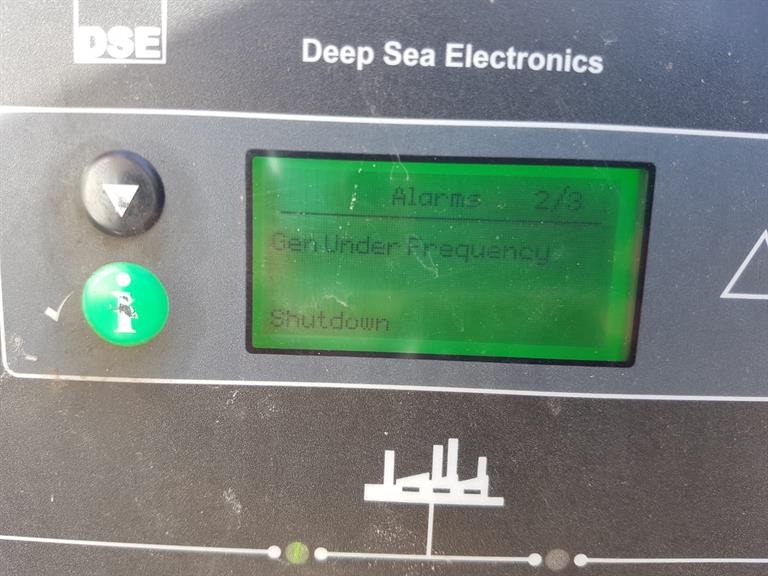 DSE
Deep Sea Electronics
Alarms 2/3
Gen Under Frequency
Shutdown
i